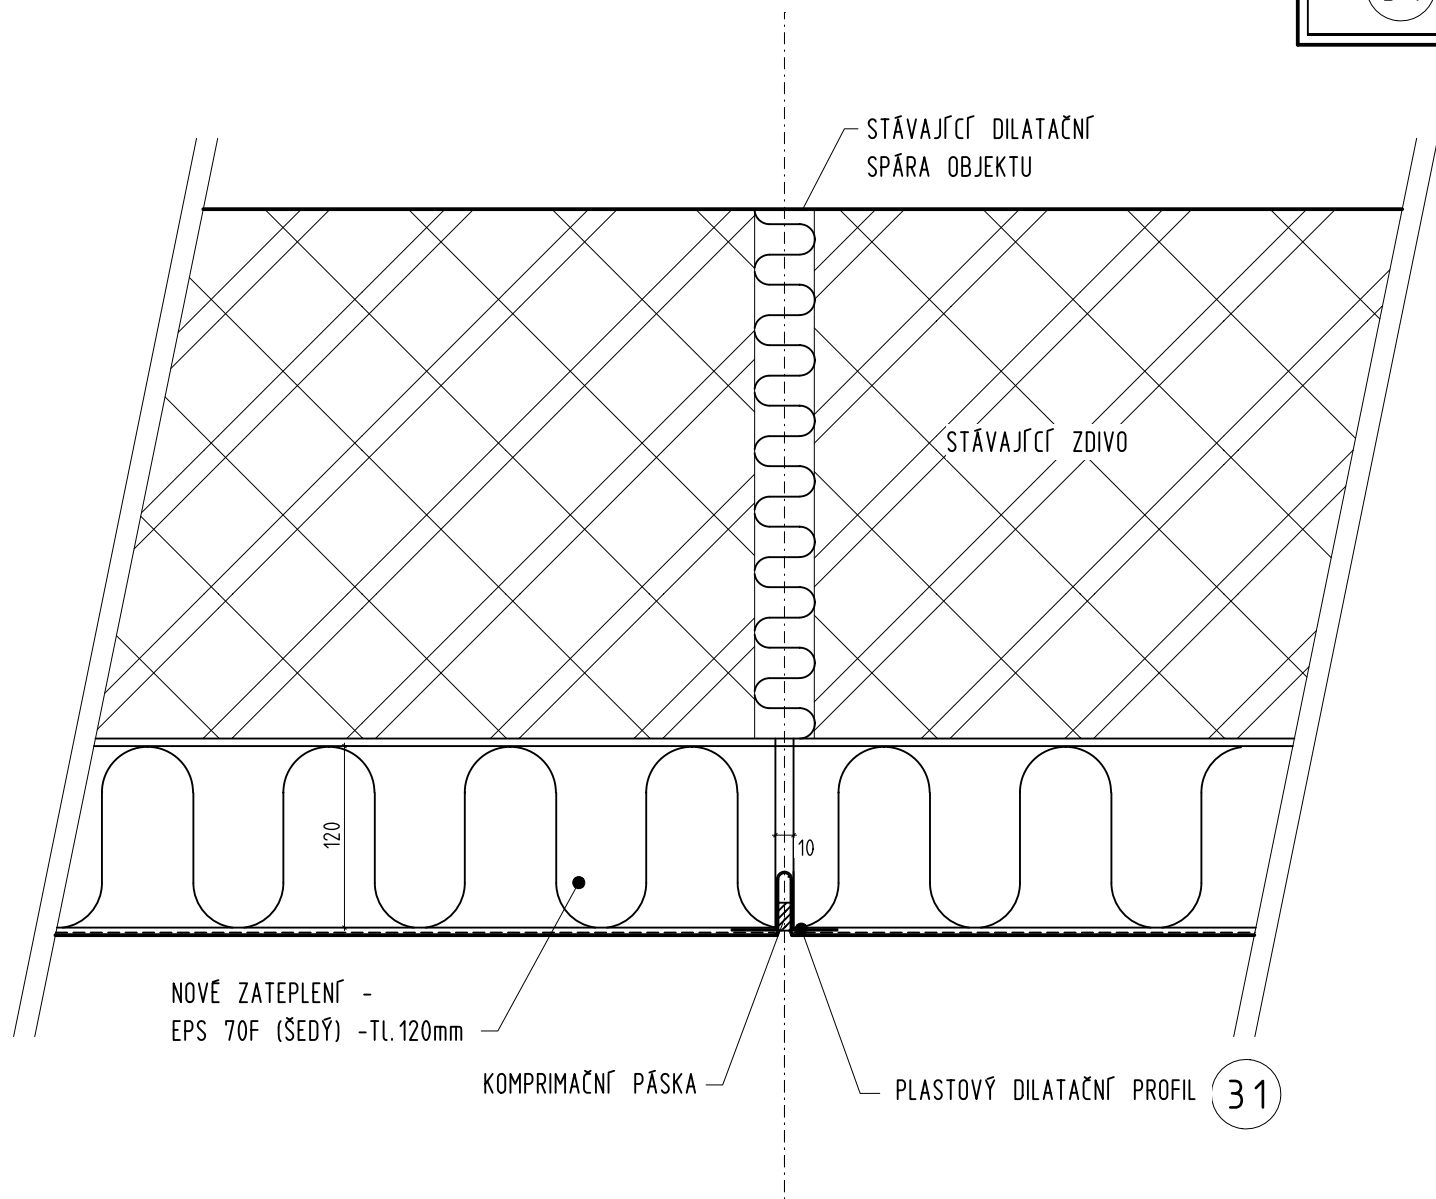 STÁVAJÍCÍ DILATAČNÍ
SPÁRA OBJEKTU
STÁVAJÍCÍ ZDIVO
120
10
NOVÉ ZATEPLENÍ -
EPS 70F (ŠEDÝ) -Tl.120mm
KOMPRIMAČNÍ PÁSKA
PLASTOVÝ DILATAČNÍ PROFIL 31